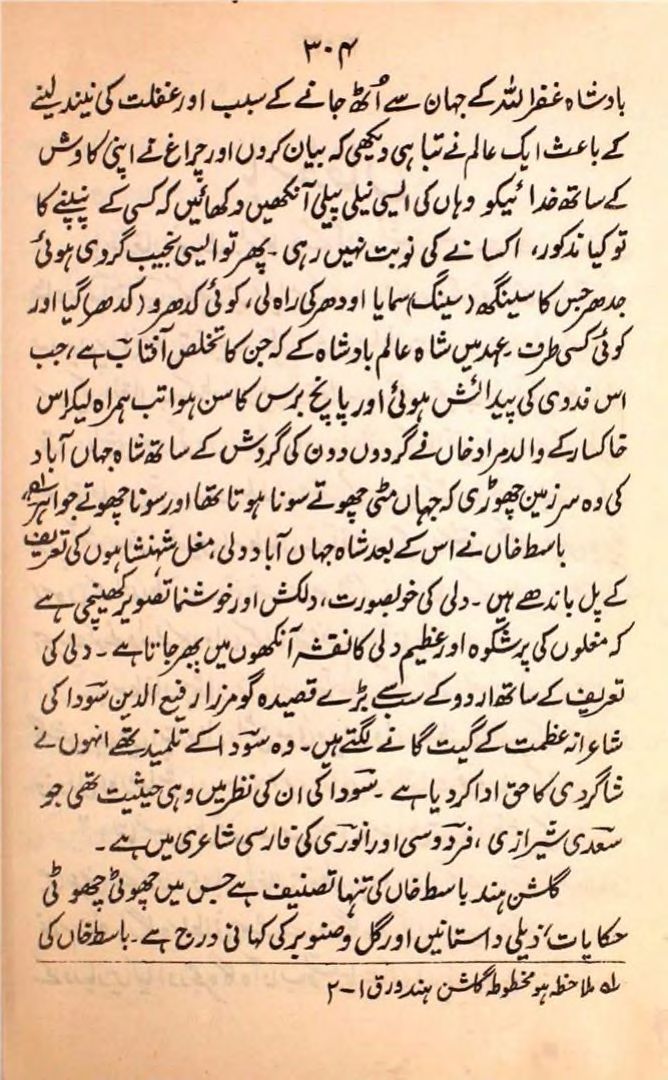 ۳۰۴
بادشاہ غفراللہ کے جہان سے اُٹھ جانے کے سبب اور غفلت کی نیند لینے
کے باعث ایک عالم نے تباہی دیکھی کہ بیان کروں اور چراغ نے اپنی کاوش
کے ساتھ خدائیکو وہاں کی ایسی نیلی پیلی آنکھیں دکھائیں کہ کسی کے پنپنے کا
تو کیا مذکور، اکسانے کی نوبت نہیں رہی۔ پھر تو ایسی نجیب گردی ہوئی
جدھر جس کا سینگھ (سینگ) سمایا اودھر کی راہ لی، کوئی کدھرو (کدھر) گیا اور
کوئی کسی طرف۔ عہد میں شاہ عالم بادشاہ کے کہ جن کا تخلص آفتاب ہے، جب
اس فدوی کی پیدائش ہوئی اور پانچ برس کا سن ہوا تب ہمراہ لیکر اس
خاکسار کے والد مراد خاں نے گردوں دون کی گردش کے ساتھ شاہ جہاں آباد
کی وہ سرزمین چھوڑی کہ جہاں مٹی چھوتے سونا ہوتا تھا اور سونا چھوتے جواہر
باسط خاں نے اس کے بعد شاہ جہاں آباد دلی، مغل شہنشاہوں کی تعریف
کے پل باندھے ہیں۔ دلی کی خوبصورت، دلکش اور خوشنما تصویر کھینچی ہے
کہ مغلوں کی پرشکوہ اور عظیم دلی کا نقشہ آنکھوں میں پھر جاتا ہے۔ دلی کی
تعریف کے ساتھ اردو کے سب سے بڑے قصیدہ گو مرزا رفیع الدین سودا کی
شاعرانہ عظمت کے گیت گانے لگتے ہیں۔ وہ سودا کے تلمیذ تھے انہوں نے
شاگردی کا حق ادا کر دیا ہے۔ سودا کی ان کی نظر میں وہی حیثیت تھی جو
سعدی شیرازی، فردوسی اور انوری کی فارسی شاعری میں ہے۔
گلشن ہند باسط خاں کی تنہا تصنیف ہے جس میں چھوٹی چھوٹی
حکایات، ذیلی داستانیں اور گل و صنوبر کی کہانی درج ہے۔ باسط خاں کی
لہ ملاحظہ ہو مخطوطہ گلشن ہند ورق ۱-۲